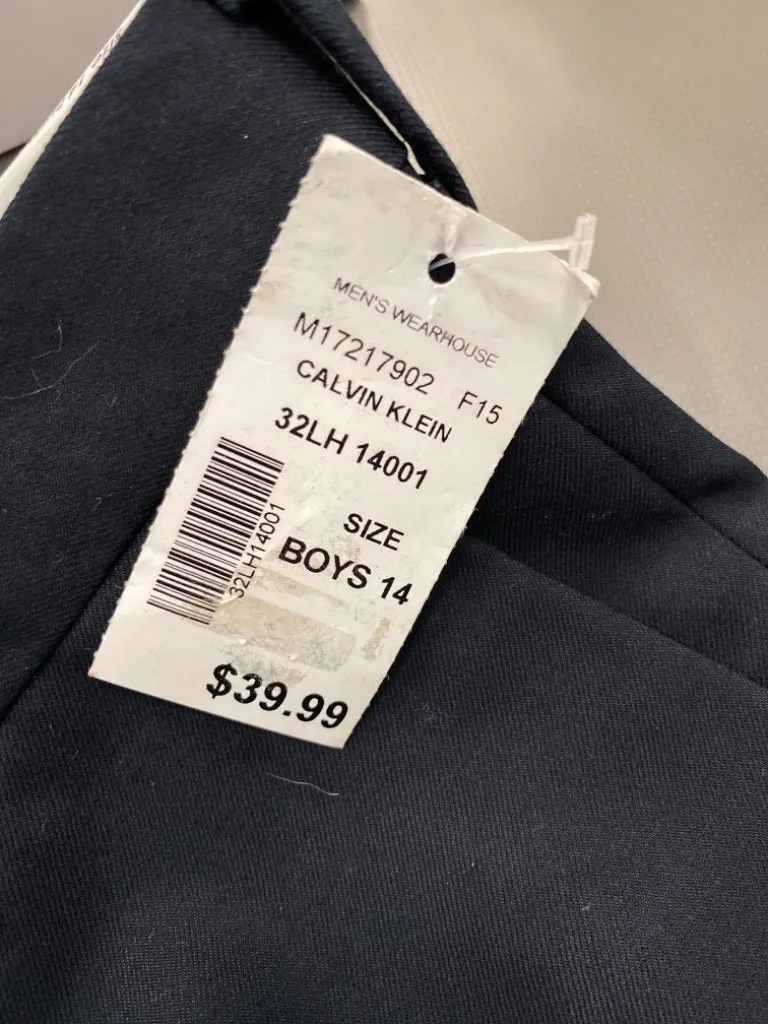 MEN'S WEARHOUSE
M17217902 F15
CALVIN KLEIN
32LH 14001
SIZE
BOYS 14
32LH14001
$39.99